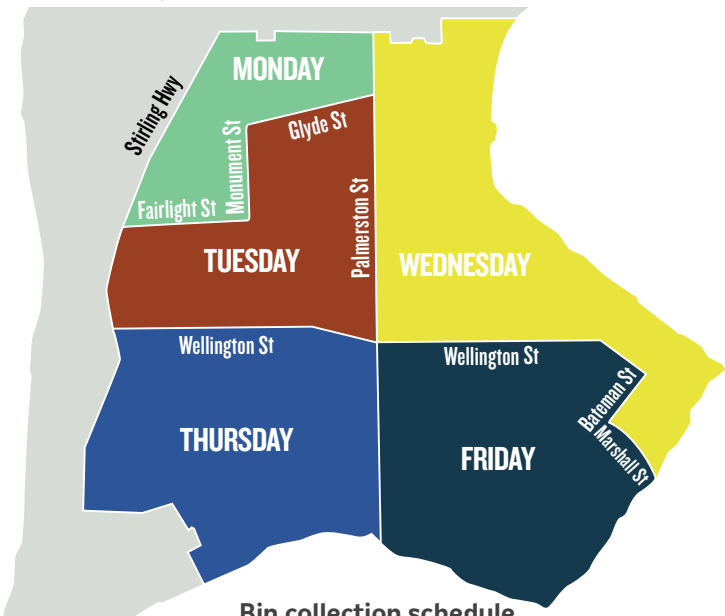 MONDAY
Stirling Hwy
Glyde St
Monument St
Fairlight St
Palmerston St
TUESDAY
WEDNESDAY
Wellington St
Wellington St
Bateman St
Marshall St
THURSDAY
FRIDAY
Bin collection schedule